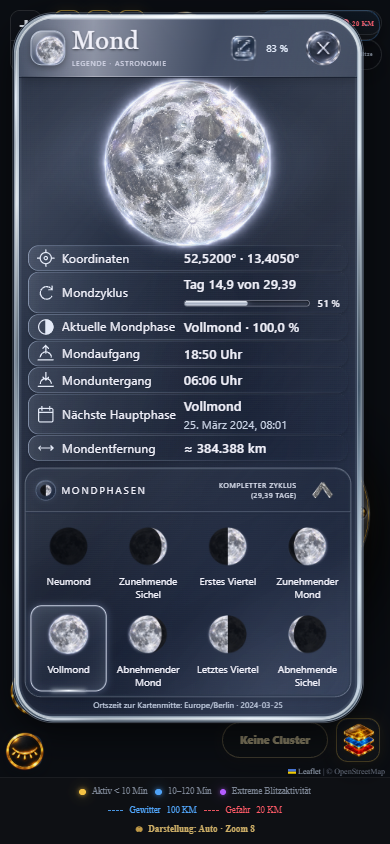 Mond
LEGENDE · ASTRONOMIE
83 %
20 KM
Koordinaten 52,5200° · 13,4050°
Mondzyklus Tag 14,9 von 29,39
51 %
Aktuelle Mondphase Vollmond · 100,0 %
Mondaufgang 18:50 Uhr
Monduntergang 06:06 Uhr
Nächste Hauptphase Vollmond
25. März 2024, 08:01
Mondentfernung ≈ 384.388 km
MONDPHASEN
KOMPLETTER ZYKLUS
(29,39 TAGE)
Neumond
Zunehmende
Sichel
Erstes Viertel
Zunehmender
Mond
Vollmond
Abnehmender
Mond
Letztes Viertel
Abnehmende
Sichel
Ortszeit zur Kartenmitte: Europe/Berlin · 2024-03-25
Keine Cluster
Leaflet | © OpenStreetMap
Aktiv < 10 Min 10–120 Min Extreme Blitzaktivität
Gewitter 100 KM Gefahr 20 KM
Darstellung: Auto · Zoom 8